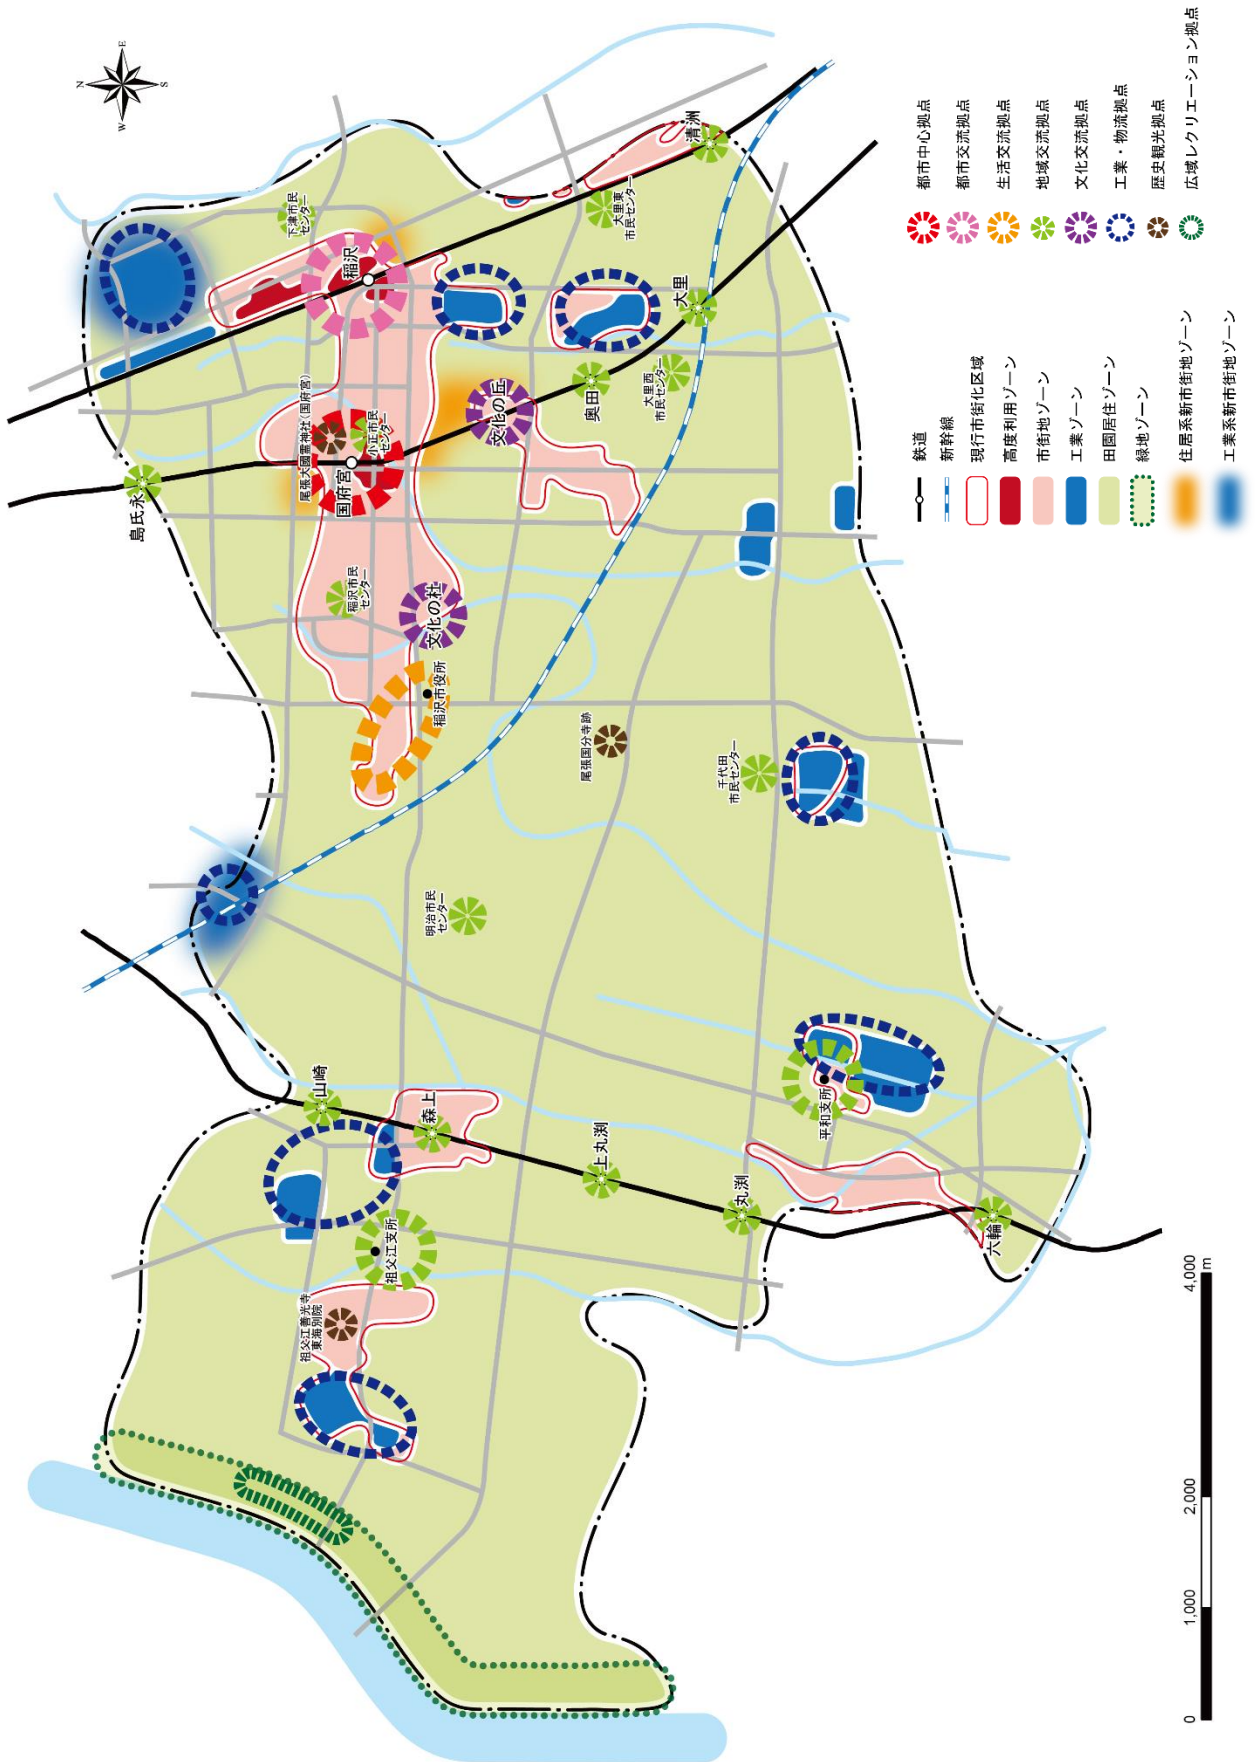 N
E
S
W
島氏永
尾張大國霊神社(国府宮)
国府宮
小正市民
センター
下津市民
センター
稲沢
稲沢市民
センター
文化の丘
文化の杜
稲沢市役所
奥田
大里東
市民センター
清洲
大里
大里西
市民センター
尾張国分寺跡
千代田
市民センター
明治市民
センター
山崎
森上
上丸渕
丸渕
平和支所
六輪
祖父江支所
祖父江善光寺
東海別院
都市中心拠点
都市交流拠点
生活交流拠点
地域交流拠点
文化交流拠点
工業・物流拠点
歴史観光拠点
広域レクリエーション拠点
鉄道
新幹線
現行市街化区域
高度利用ゾーン
市街地ゾーン
工業ゾーン
田園居住ゾーン
緑地ゾーン
住居系新市街地ゾーン
工業系新市街地ゾーン
0 1,000 2,000 4,000
m